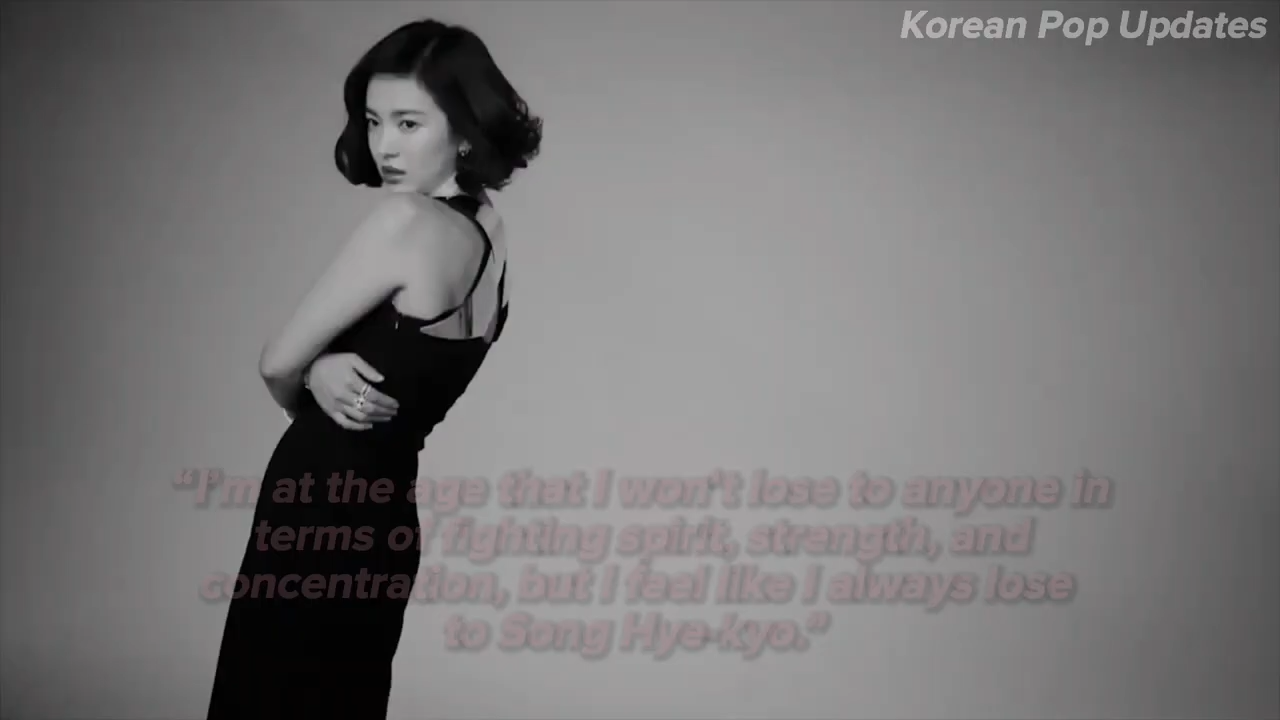 Korean Pop Updates
“I'm at the age that I won't lose to anyone in
terms of fighting spirit, strength, and
concentration, but I feel like I always lose
to Song Hye-kyo.”